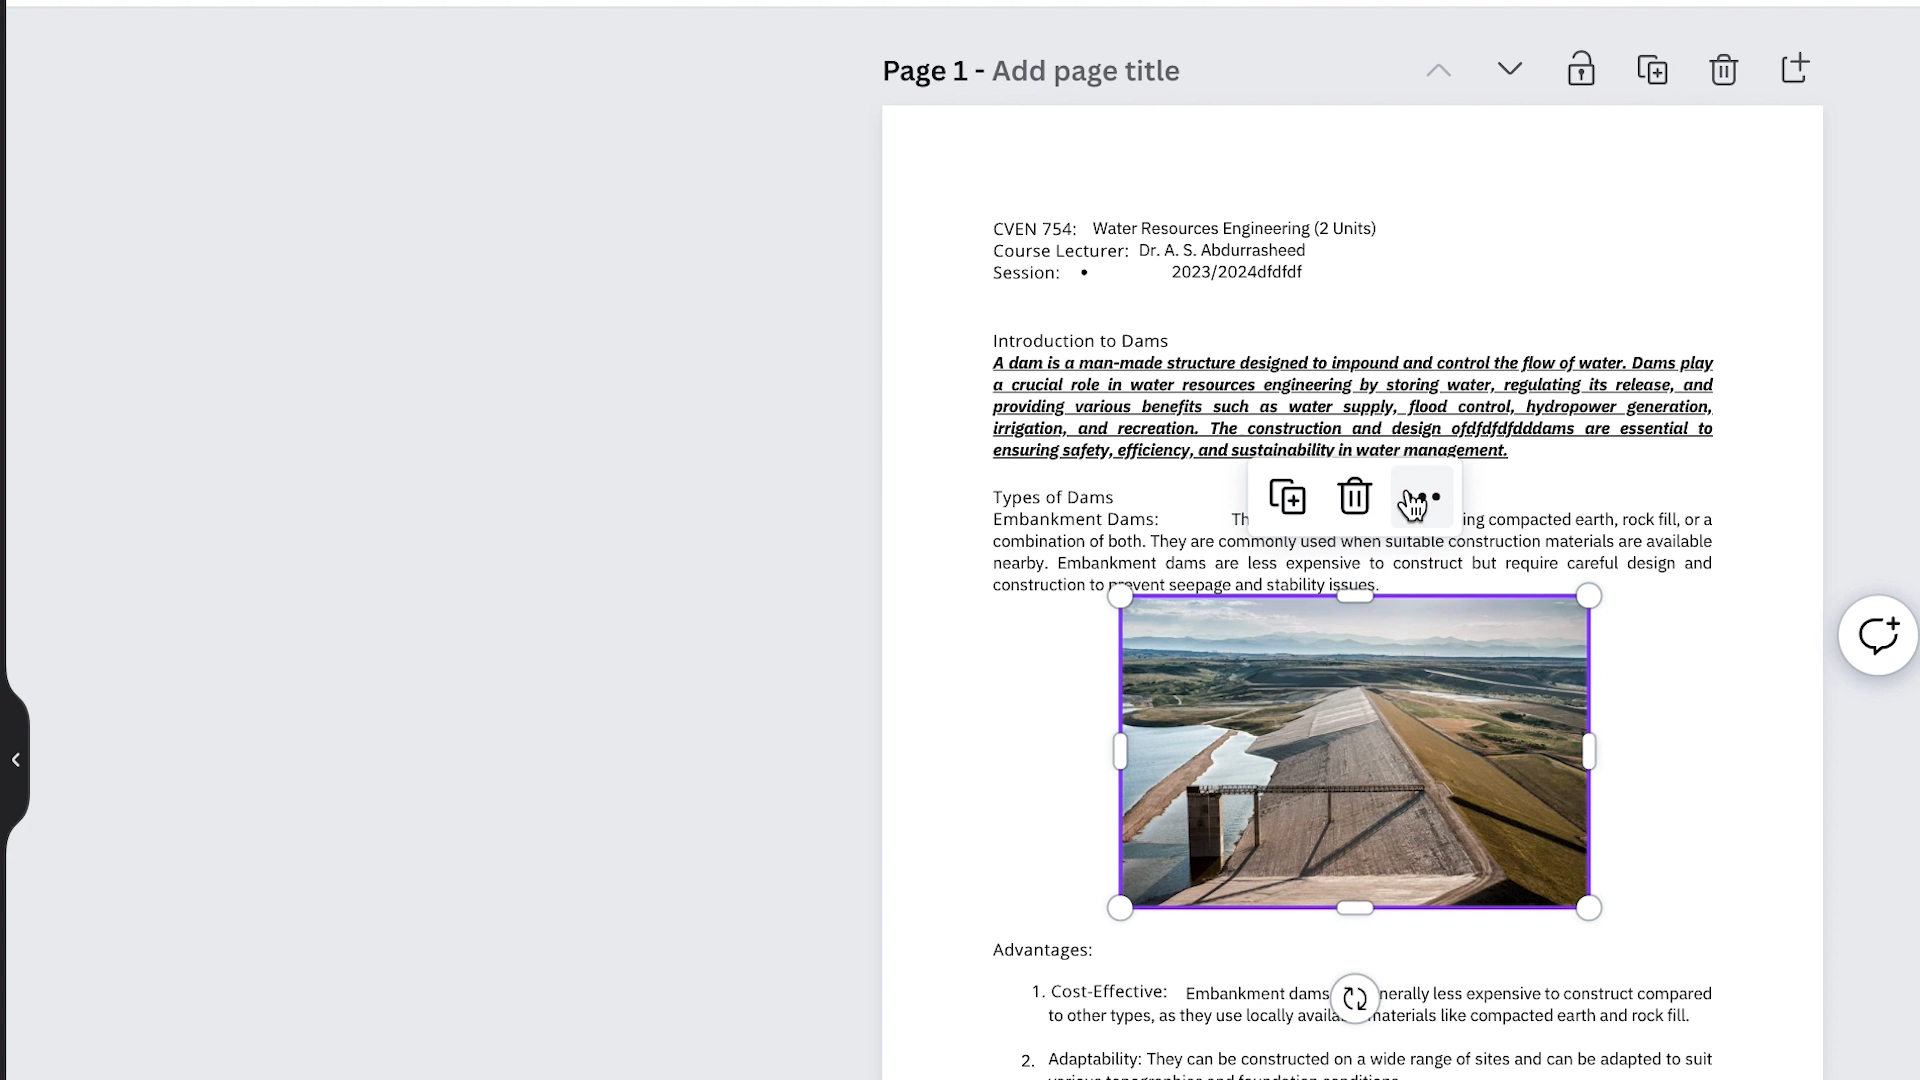 Page 1 - Add page title
CVEN 754: Water Resources Engineering (2 Units)
Course Lecturer: Dr. A. S. Abdurrasheed
Session: • 2023/2024dfdfdf
Introduction to Dams
A dam is a man-made structure designed to impound and control the flow of water. Dams play
a crucial role in water resources engineering by storing water, regulating its release, and
providing various benefits such as water supply, flood control, hydropower generation,
irrigation, and recreation. The construction and design ofdfdfdfdddams are essential to
ensuring safety, efficiency, and sustainability in water management.
Types of Dams
Embankment Dams: Th ing compacted earth, rock fill, or a
combination of both. They are commonly used when suitable construction materials are available
nearby. Embankment dams are less expensive to construct but require careful design and
construction to prevent seepage and stability issues.
Advantages:
1. Cost-Effective: Embankment dams nerally less expensive to construct compared
to other types, as they use locally availa materials like compacted earth and rock fill.
2. Adaptability: They can be constructed on a wide range of sites and can be adapted to suit
various topographies and foundation conditions.